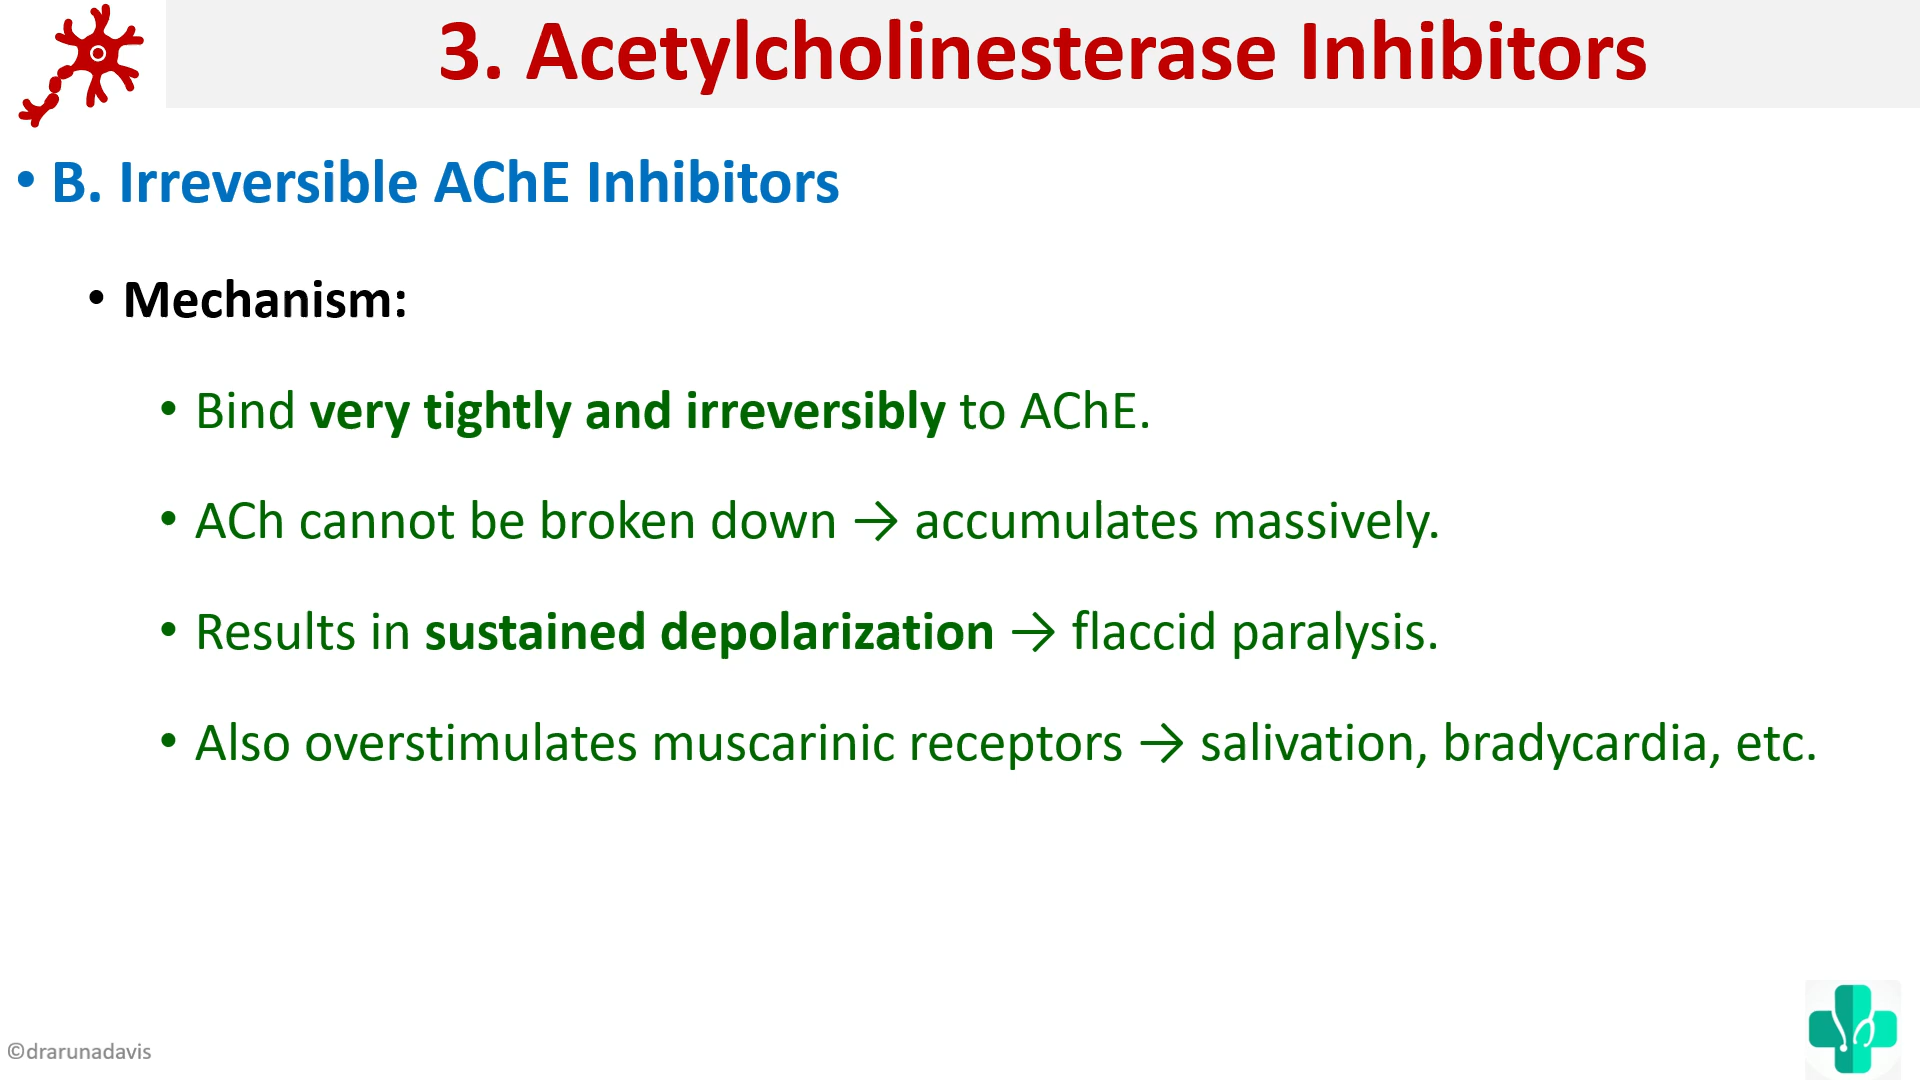 3. Acetylcholinesterase Inhibitors
• B. Irreversible AChE Inhibitors
• Mechanism:
• Bind very tightly and irreversibly to AChE.
• ACh cannot be broken down → accumulates massively.
• Results in sustained depolarization → flaccid paralysis.
• Also overstimulates muscarinic receptors → salivation, bradycardia, etc.
©drarunadavis